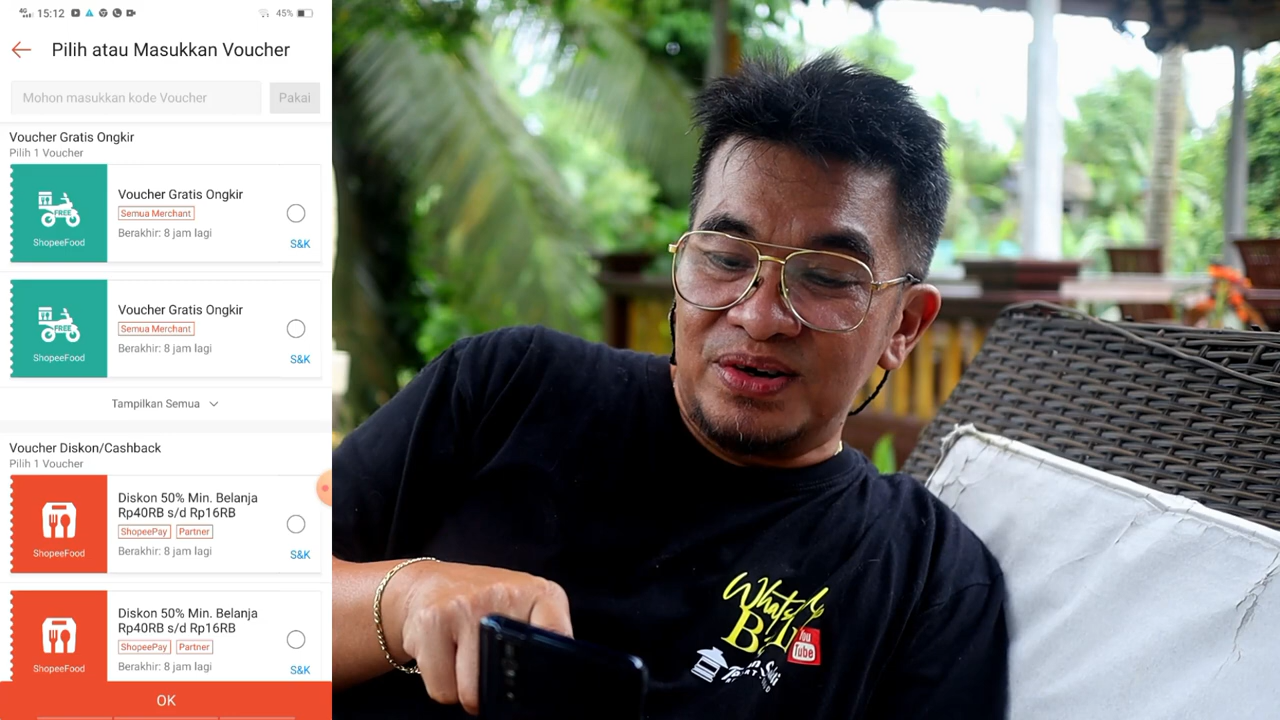 4G 15:12
45%
Pilih atau Masukkan Voucher
Mohon masukkan kode Voucher
Pakai
Voucher Gratis Ongkir
Pilih 1 Voucher
FREE
ShopeeFood
Voucher Gratis Ongkir
Semua Merchant
Berakhir: 8 jam lagi
S&K
FREE
ShopeeFood
Voucher Gratis Ongkir
Semua Merchant
Berakhir: 8 jam lagi
S&K
Tampilkan Semua
Voucher Diskon/Cashback
Pilih 1 Voucher
ShopeeFood
Diskon 50% Min. Belanja
Rp40RB s/d Rp16RB
ShopeePay Partner
Berakhir: 8 jam lagi
S&K
ShopeeFood
Diskon 50% Min. Belanja
Rp40RB s/d Rp16RB
ShopeePay Partner
Berakhir: 8 jam lagi
S&K
OK
You
Tube